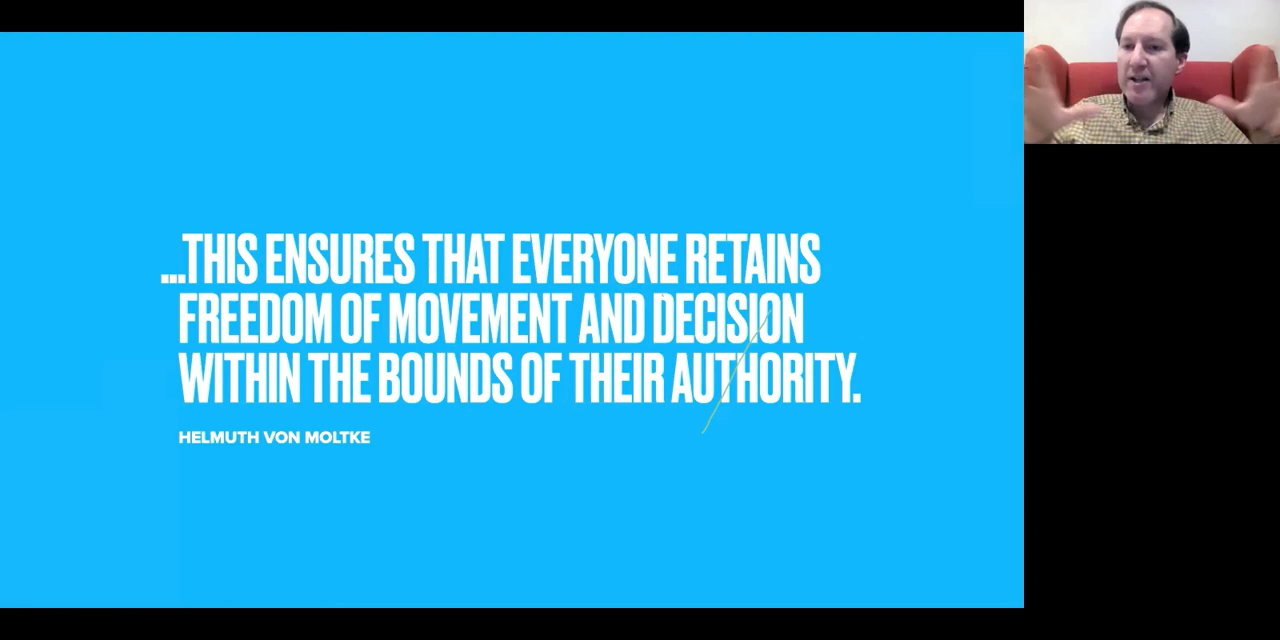 ...THIS ENSURES THAT EVERYONE RETAINS
FREEDOM OF MOVEMENT AND DECISION
WITHIN THE BOUNDS OF THEIR AUTHORITY.
HELMUTH VON MOLTKE